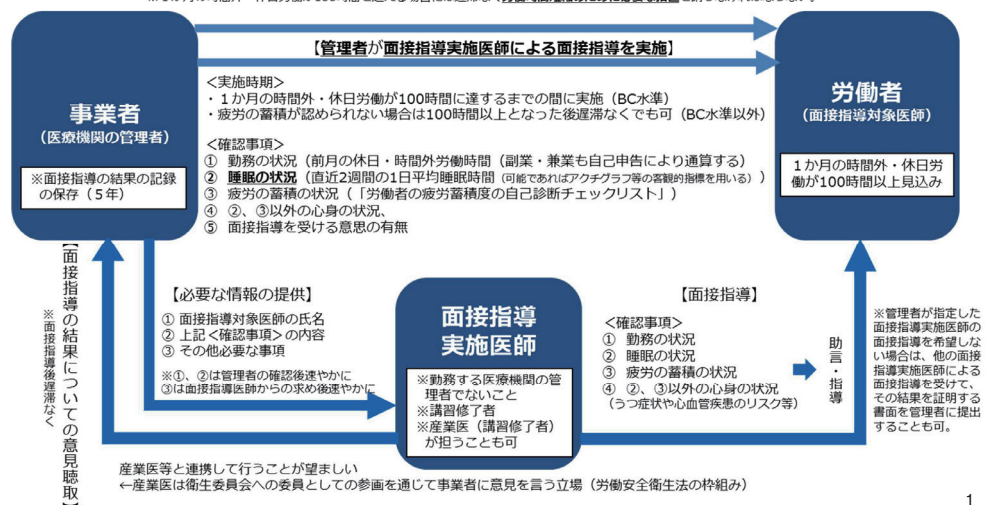 【管理者が面接指導実施医師による面接指導を実施】
事業者
（医療機関の管理者）
※面接指導の結果の記録
の保存（５年）
＜実施時期＞
・１か月の時間外・休日労働が100時間に達するまでの間に実施（BC水準）
・疲労の蓄積が認められない場合は100時間以上となった後遅滞なくでも可（BC水準以外）
＜確認事項＞
① 勤務の状況（前月の休日・時間外労働時間（副業・兼業も自己申告により通算する）
② 睡眠の状況（直近2週間の1日平均睡眠時間（可能であればアクチグラフ等の客観的指標を用いる））
③ 疲労の蓄積の状況（「労働者の疲労蓄積度の自己診断チェックリスト」）
④ ②、③以外の心身の状況、
⑤ 面接指導を受ける意思の有無
労働者
（面接指導対象医師）
１か月の時間外・休日労
働が100時間以上見込み
【面接指導の結果についての意見聴取】
※面接指導後遅滞なく
【必要な情報の提供】
① 面接指導対象医師の氏名
② 上記＜確認事項＞の内容
③ その他必要な事項
※①、②は管理者の確認後速やかに
③は面接指導医師からの求め後速やかに
面接指導
実施医師
※勤務する医療機関の管
理者でないこと
※講習修了者
※産業医（講習修了者）
が担うことも可
【面接指導】
＜確認事項＞
① 勤務の状況
② 睡眠の状況
③ 疲労の蓄積の状況
④ ②、③以外の心身の状況
（うつ症状や心血管疾患のリスク等）
助言・指導
※管理者が指定した
面接指導実施医師の
面接指導を希望しな
い場合は、他の面接
指導実施医師による
面接指導を受けて、
その結果を証明する
書面を管理者に提出
することも可。
産業医等と連携して行うことが望ましい
←産業医は衛生委員会への委員としての参画を通じて事業者に意見を言う立場（労働安全衛生法の枠組み）
1